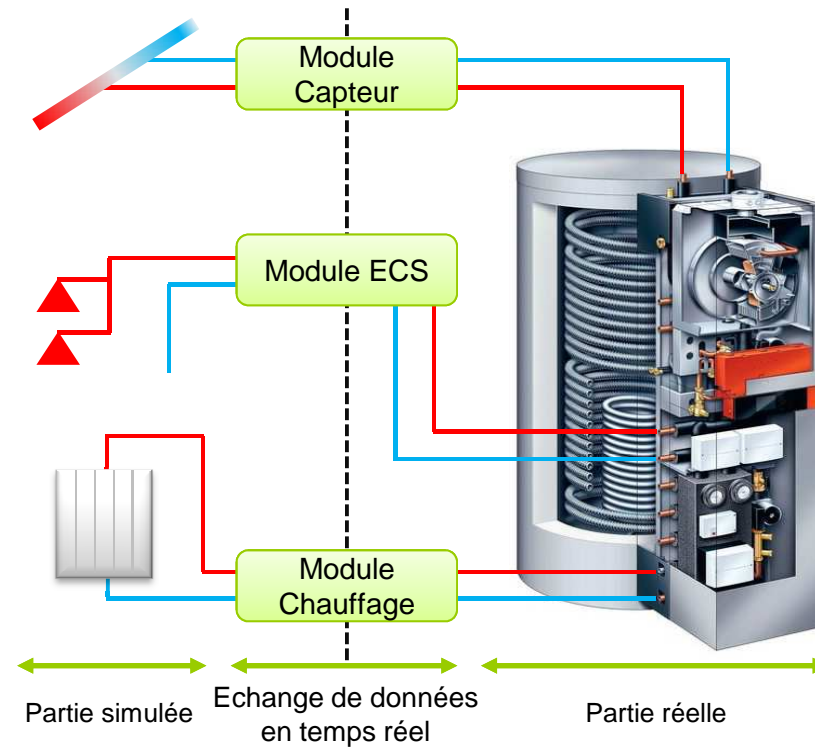 Module
Capteur
Module ECS
Module
Chauffage
Partie simulée
Echange de données
en temps réel
Partie réelle